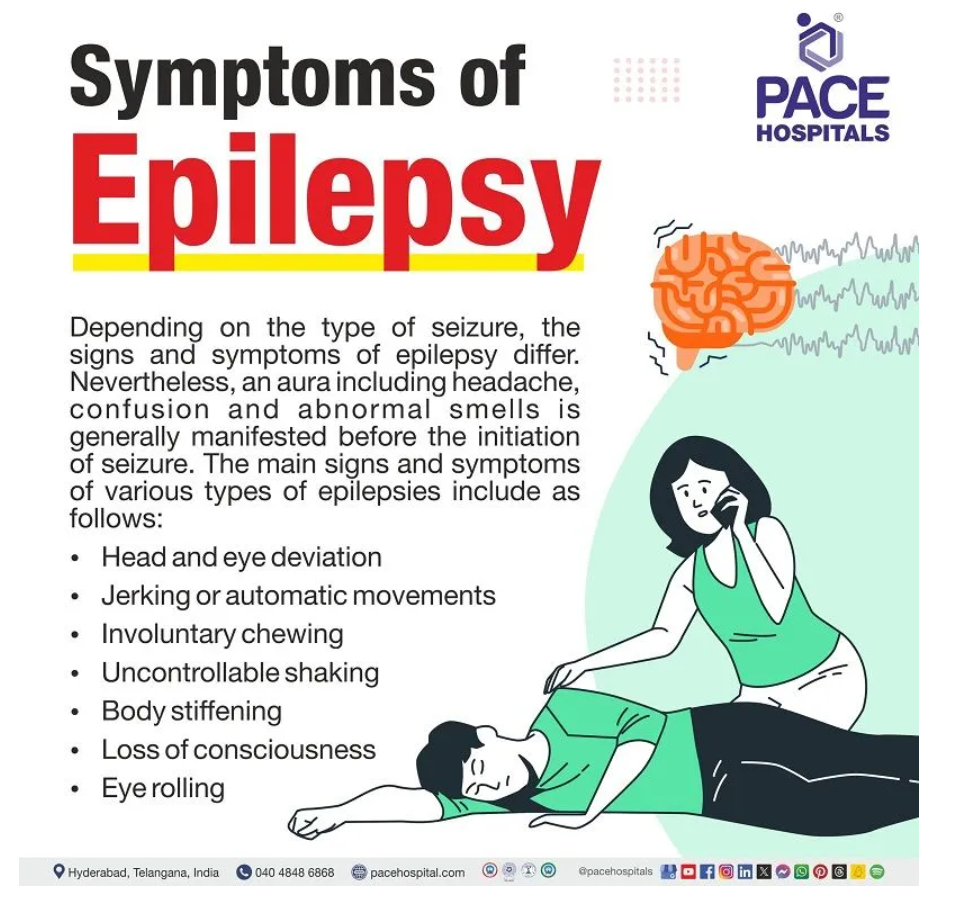 Symptoms of
Epilepsy
PACE
HOSPITALS
Depending on the type of seizure, the
signs and symptoms of epilepsy differ.
Nevertheless, an aura including headache,
confusion and abnormal smells is
generally manifested before the initiation
of seizure. The main signs and symptoms
of various types of epilepsies include as
follows:
• Head and eye deviation
• Jerking or automatic movements
• Involuntary chewing
• Uncontrollable shaking
• Body stiffening
• Loss of consciousness
• Eye rolling
Hyderabad, Telangana, India 040 4848 6868 pacehospital.com @pacehospitals